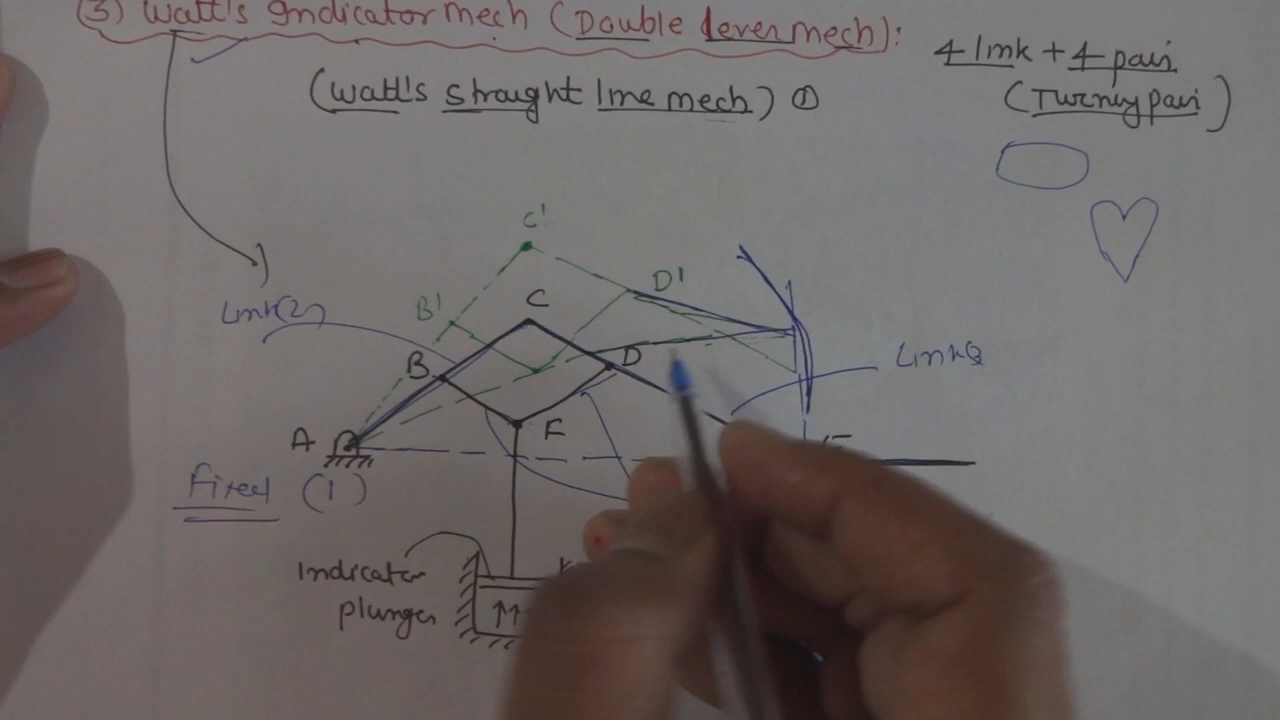 (3) Watt's Indicator mech (Double lever mech):
(Watt's straight line mech) ①
4 link + 4 pair
(Turning pair)
C'
D'
B'
C
Link(2)
B
D
Link
A
F
E
Fixed (1)
Indicator
plunger